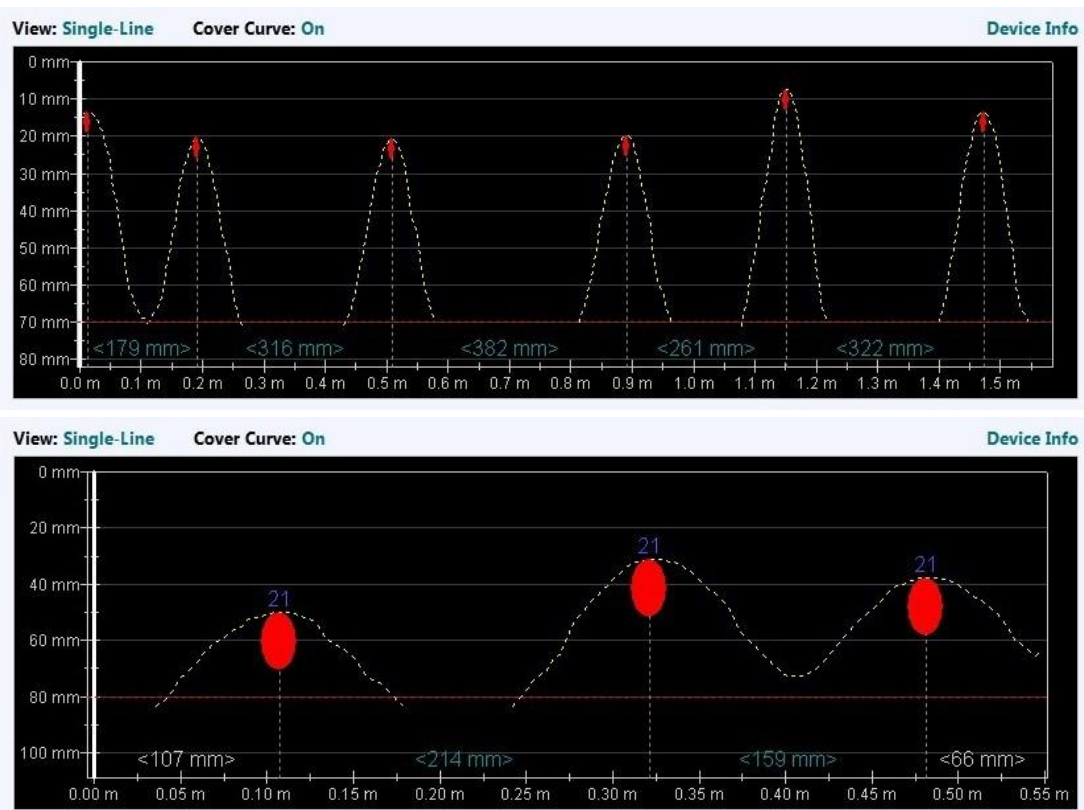 View: Single-Line Cover Curve: On Device Info
0 mm
10 mm
20 mm
30 mm
40 mm
50 mm
60 mm
70 mm
80 mm
<179 mm> <316 mm> <382 mm> <261 mm> <322 mm>
0.0 m 0.1 m 0.2 m 0.3 m 0.4 m 0.5 m 0.6 m 0.7 m 0.8 m 0.9 m 1.0 m 1.1 m 1.2 m 1.3 m 1.4 m 1.5 m
View: Single-Line Cover Curve: On Device Info
0 mm
20 mm
40 mm
60 mm
80 mm
100 mm
21 21 21
<107 mm> <214 mm> <159 mm> <66 mm>
0.00 m 0.05 m 0.10 m 0.15 m 0.20 m 0.25 m 0.30 m 0.35 m 0.40 m 0.45 m 0.50 m 0.55 m